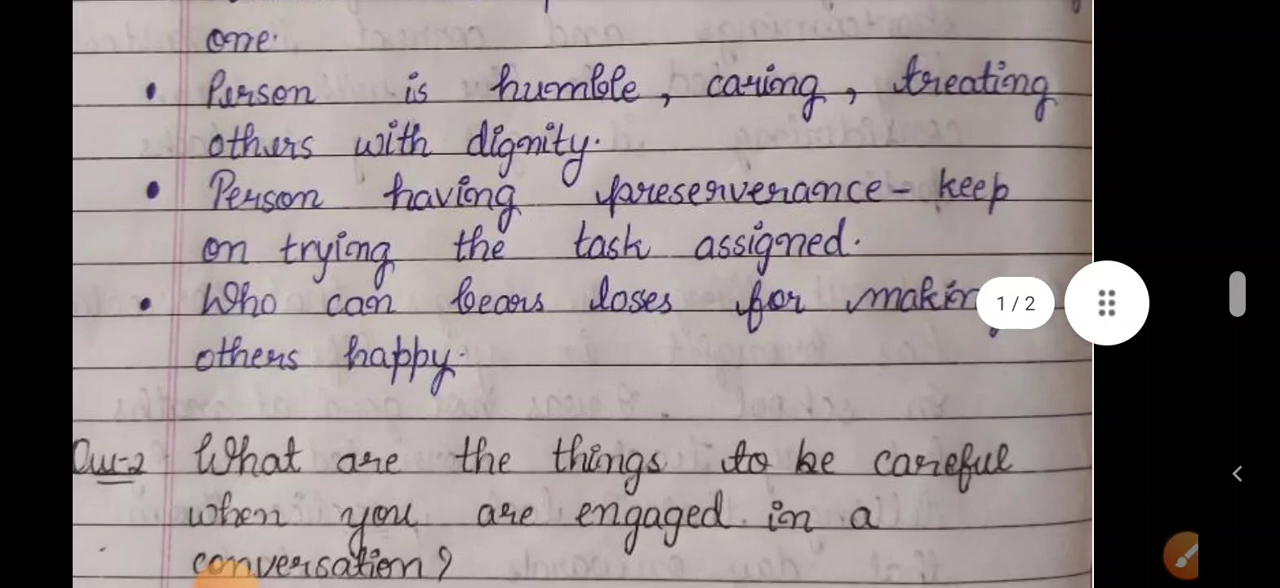 one.
• Person is humble, caring, treating
others with dignity.
• Person having preserverance - keep
on trying the task assigned.
• Who can bears loses for making
others happy.
Que-2 What are the things to be careful
when you are engaged in a
conversation?
1 / 2